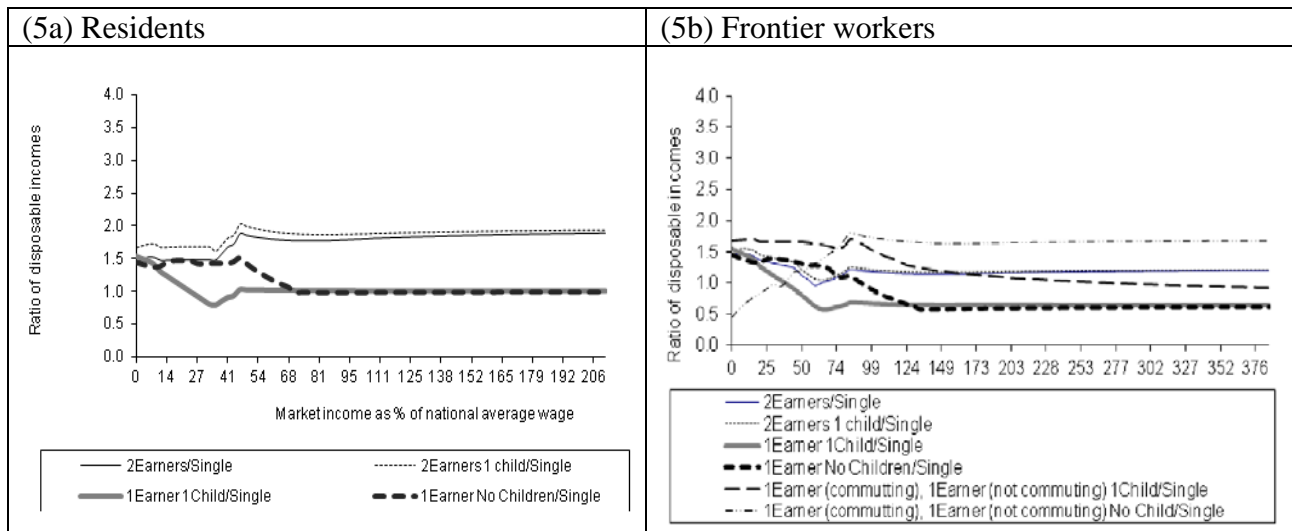 (5a) Residents
(5b) Frontier workers
Ratio of disposable incomes
4.0
3.5
3.0
2.5
2.0
1.5
1.0
0.5
0.0
0 14 27 41 54 68 81 95 111 125 138 152 165 179 192 206
Market income as % of national average wage
2Earners/Single
2Earners 1 child/Single
1Earner 1Child/Single
1Earner No Children/Single
Ratio of disposable incomes
4.0
3.5
3.0
2.5
2.0
1.5
1.0
0.5
0.0
0 25 50 74 99 124 149 173 203 228 253 277 302 327 352 376
2Earners/Single
2Earners 1 child/Single
1Earner 1Child/Single
1Earner No Children/Single
1Earner (commutting), 1Earner (not commuting) 1Child/Single
1Earner (commutting), 1Earner (not commuting) No Child/Single